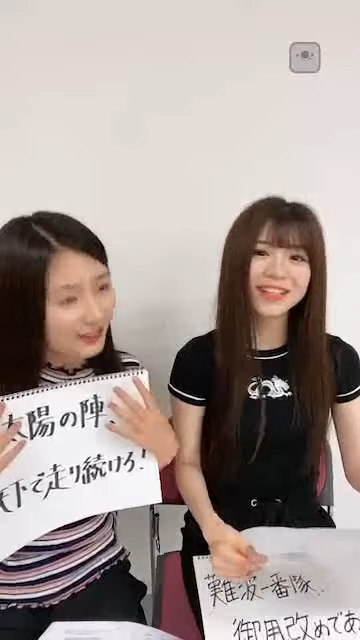 太陽の陣、
天下で走り続けろ!
難波一番隊、
御用改めであ